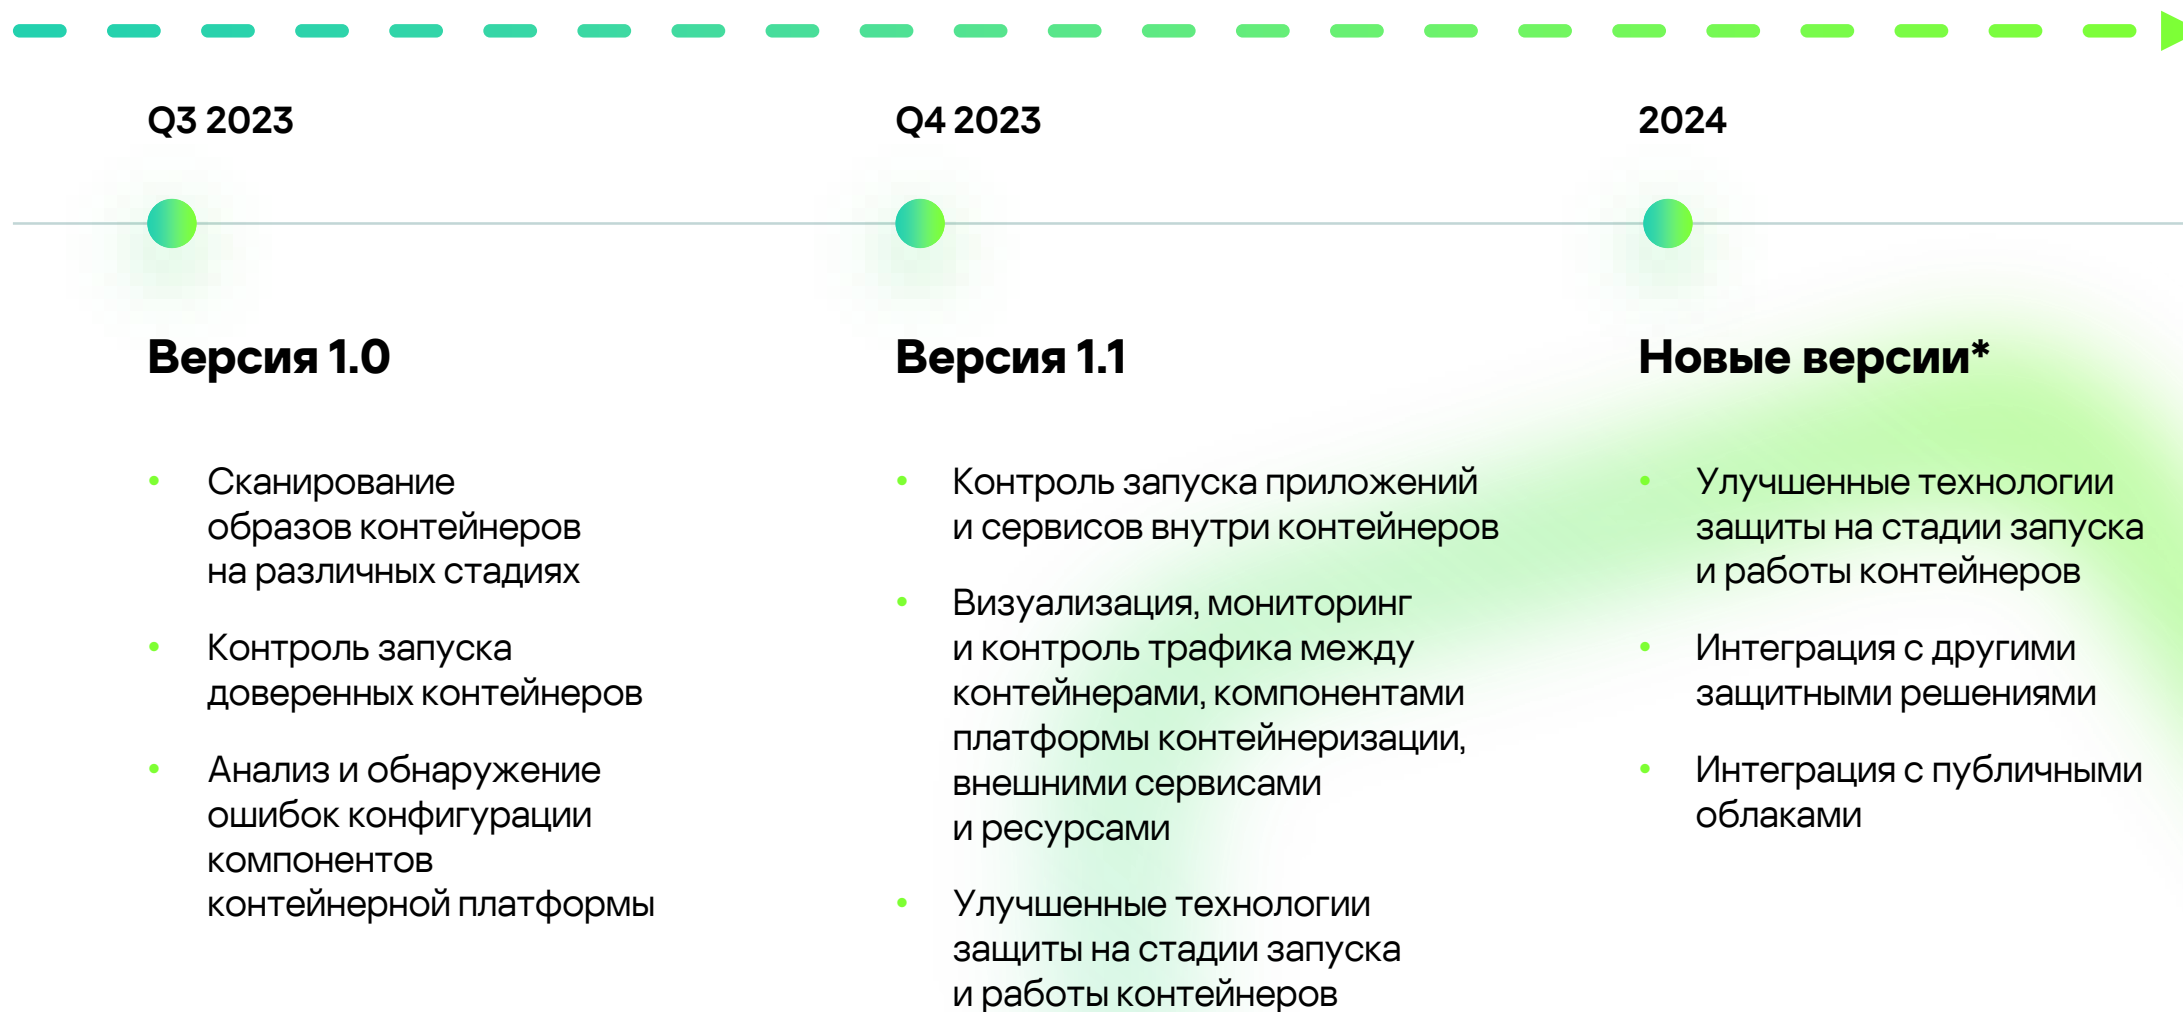 Q3 2023
Q4 2023
2024
Версия 1.0
• Сканирование
образов контейнеров
на различных стадиях
• Контроль запуска
доверенных контейнеров
• Анализ и обнаружение
ошибок конфигурации
компонентов
контейнерной платформы
Версия 1.1
• Контроль запуска приложений
и сервисов внутри контейнеров
• Визуализация, мониторинг
и контроль трафика между
контейнерами, компонентами
платформы контейнеризации,
внешними сервисами
и ресурсами
• Улучшенные технологии
защиты на стадии запуска
и работы контейнеров
Новые версии*
• Улучшенные технологии
защиты на стадии запуска
и работы контейнеров
• Интеграция с другими
защитными решениями
• Интеграция с публичными
облаками